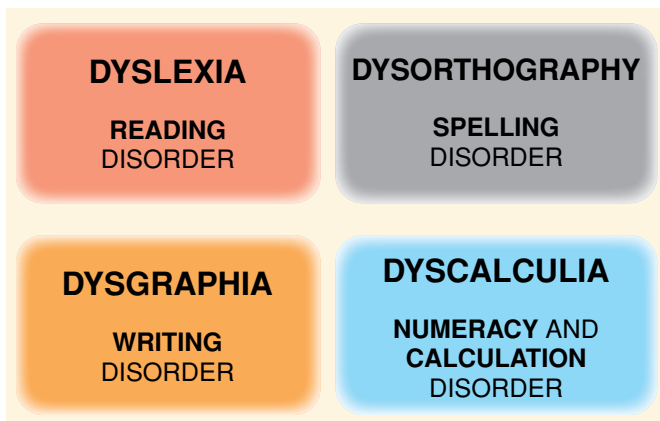 DYSLEXIA
READING
DISORDER
DYSORTHOGRAPHY
SPELLING
DISORDER
DYSGRAPHIA
WRITING
DISORDER
DYSCALCULIA
NUMERACY AND
CALCULATION
DISORDER